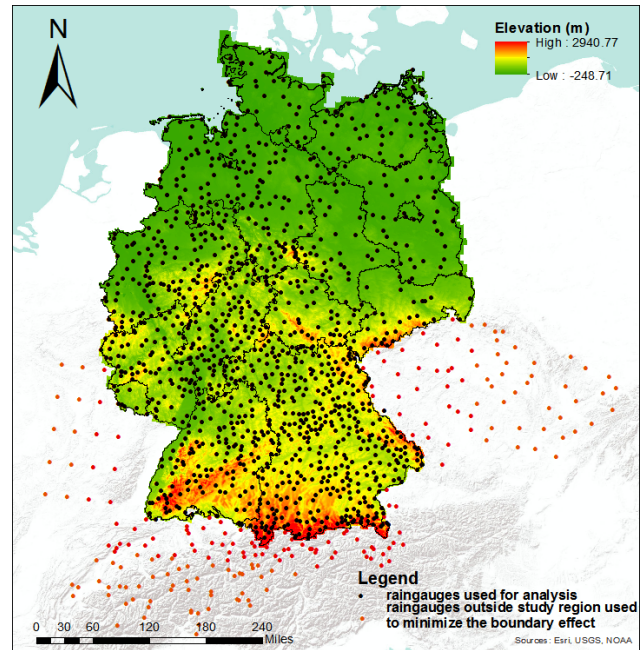 N
Elevation (m)
High : 2940.77
Low : -248.71
Legend
raingauges used for analysis
raingauges outside study region used
to minimize the boundary effect
0 30 60 120 180 240
Miles
Sources: Esri, USGS, NOAA